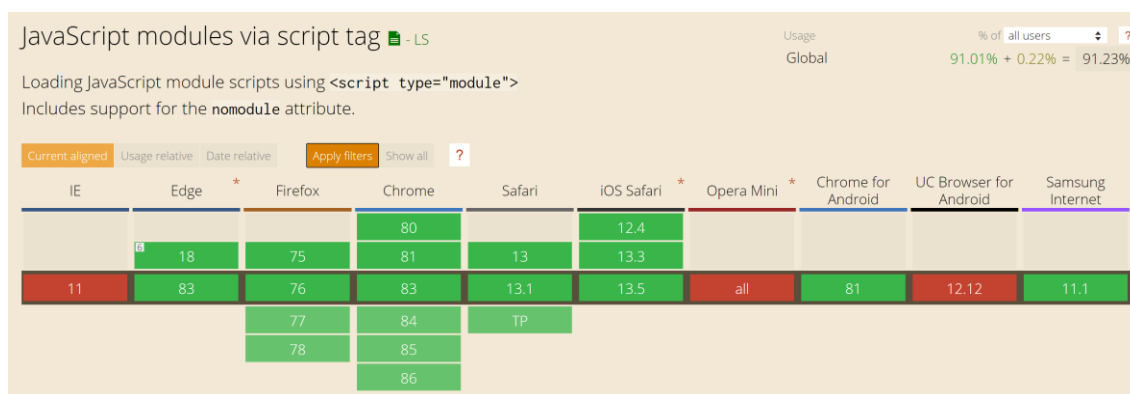 JavaScript modules via script tag - LS
Usage % of all users ?
Global 91.01% + 0.22% = 91.23%
Loading JavaScript module scripts using <script type="module">
Includes support for the nomodule attribute.
Current aligned Usage relative Date relative Apply filters Show all ?
IE Edge * Firefox Chrome Safari iOS Safari * Opera Mini * Chrome for Android UC Browser for Android Samsung Internet
80 12.4
6 18 75 81 13 13.3
11 83 76 83 13.1 13.5 all 81 12.12 11.1
77 84 TP
78 85
86